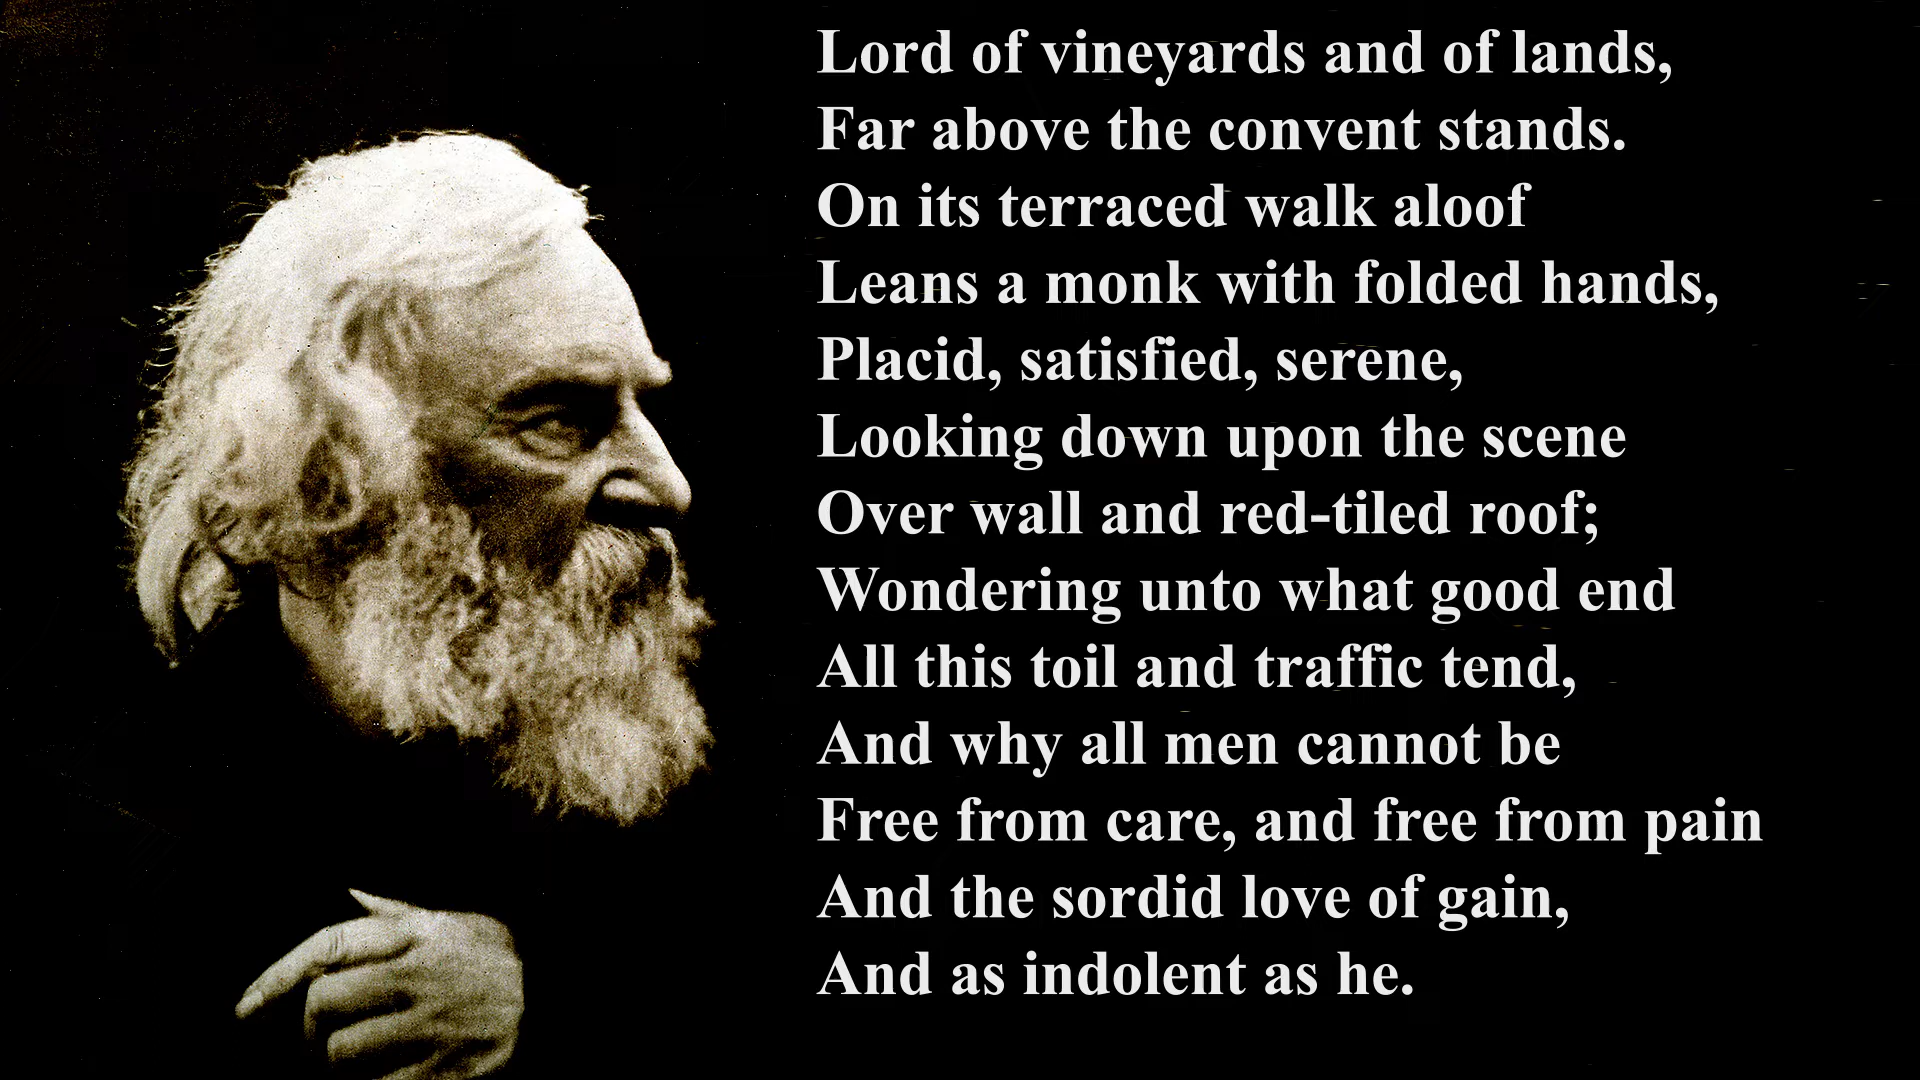 Lord of vineyards and of lands,
Far above the convent stands.
On its terraced walk aloof
Leans a monk with folded hands,
Placid, satisfied, serene,
Looking down upon the scene
Over wall and red-tiled roof;
Wondering unto what good end
All this toil and traffic tend,
And why all men cannot be
Free from care, and free from pain
And the sordid love of gain,
And as indolent as he.